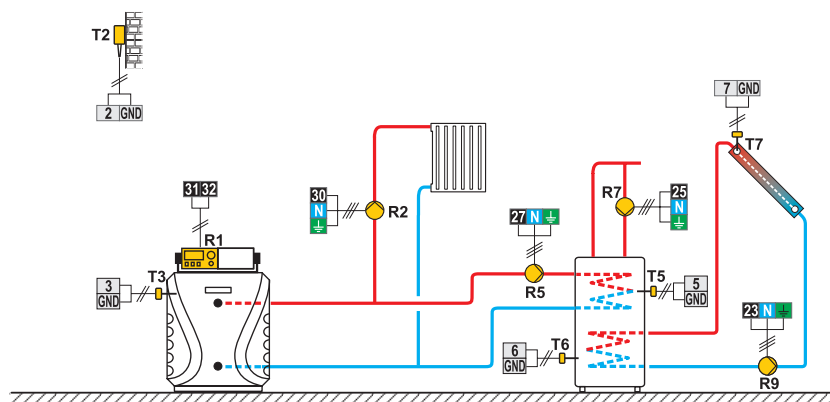 T2
2 GND
7 GND
T7
31 32
R1
30
N
R2
27 N
R5
R7
25
N
T3
3
GND
T5
5
GND
23 N
R9
T6
6
GND